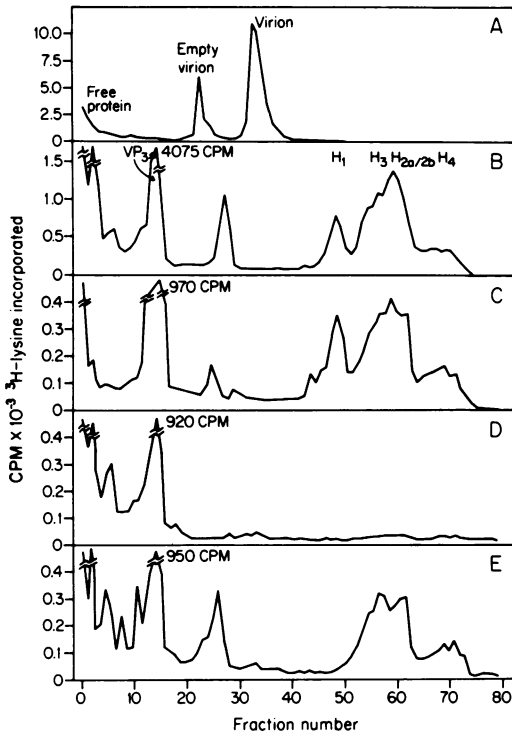 A
10.0
7.5
5.0
2.5
0
Free
protein
Empty
virion
Virion
B
1.5
1.0
0.5
0
VP3
4075 CPM
H1
H3 H2a/2b H4
C
0.4
0.3
0.2
0.1
0
970 CPM
D
0.4
0.3
0.2
0.1
0
920 CPM
E
0.4
0.3
0.2
0.1
0
950 CPM
0 10 20 30 40 50 60 70 80
Fraction number
CPM X 10-3 3H-lysine incorporated